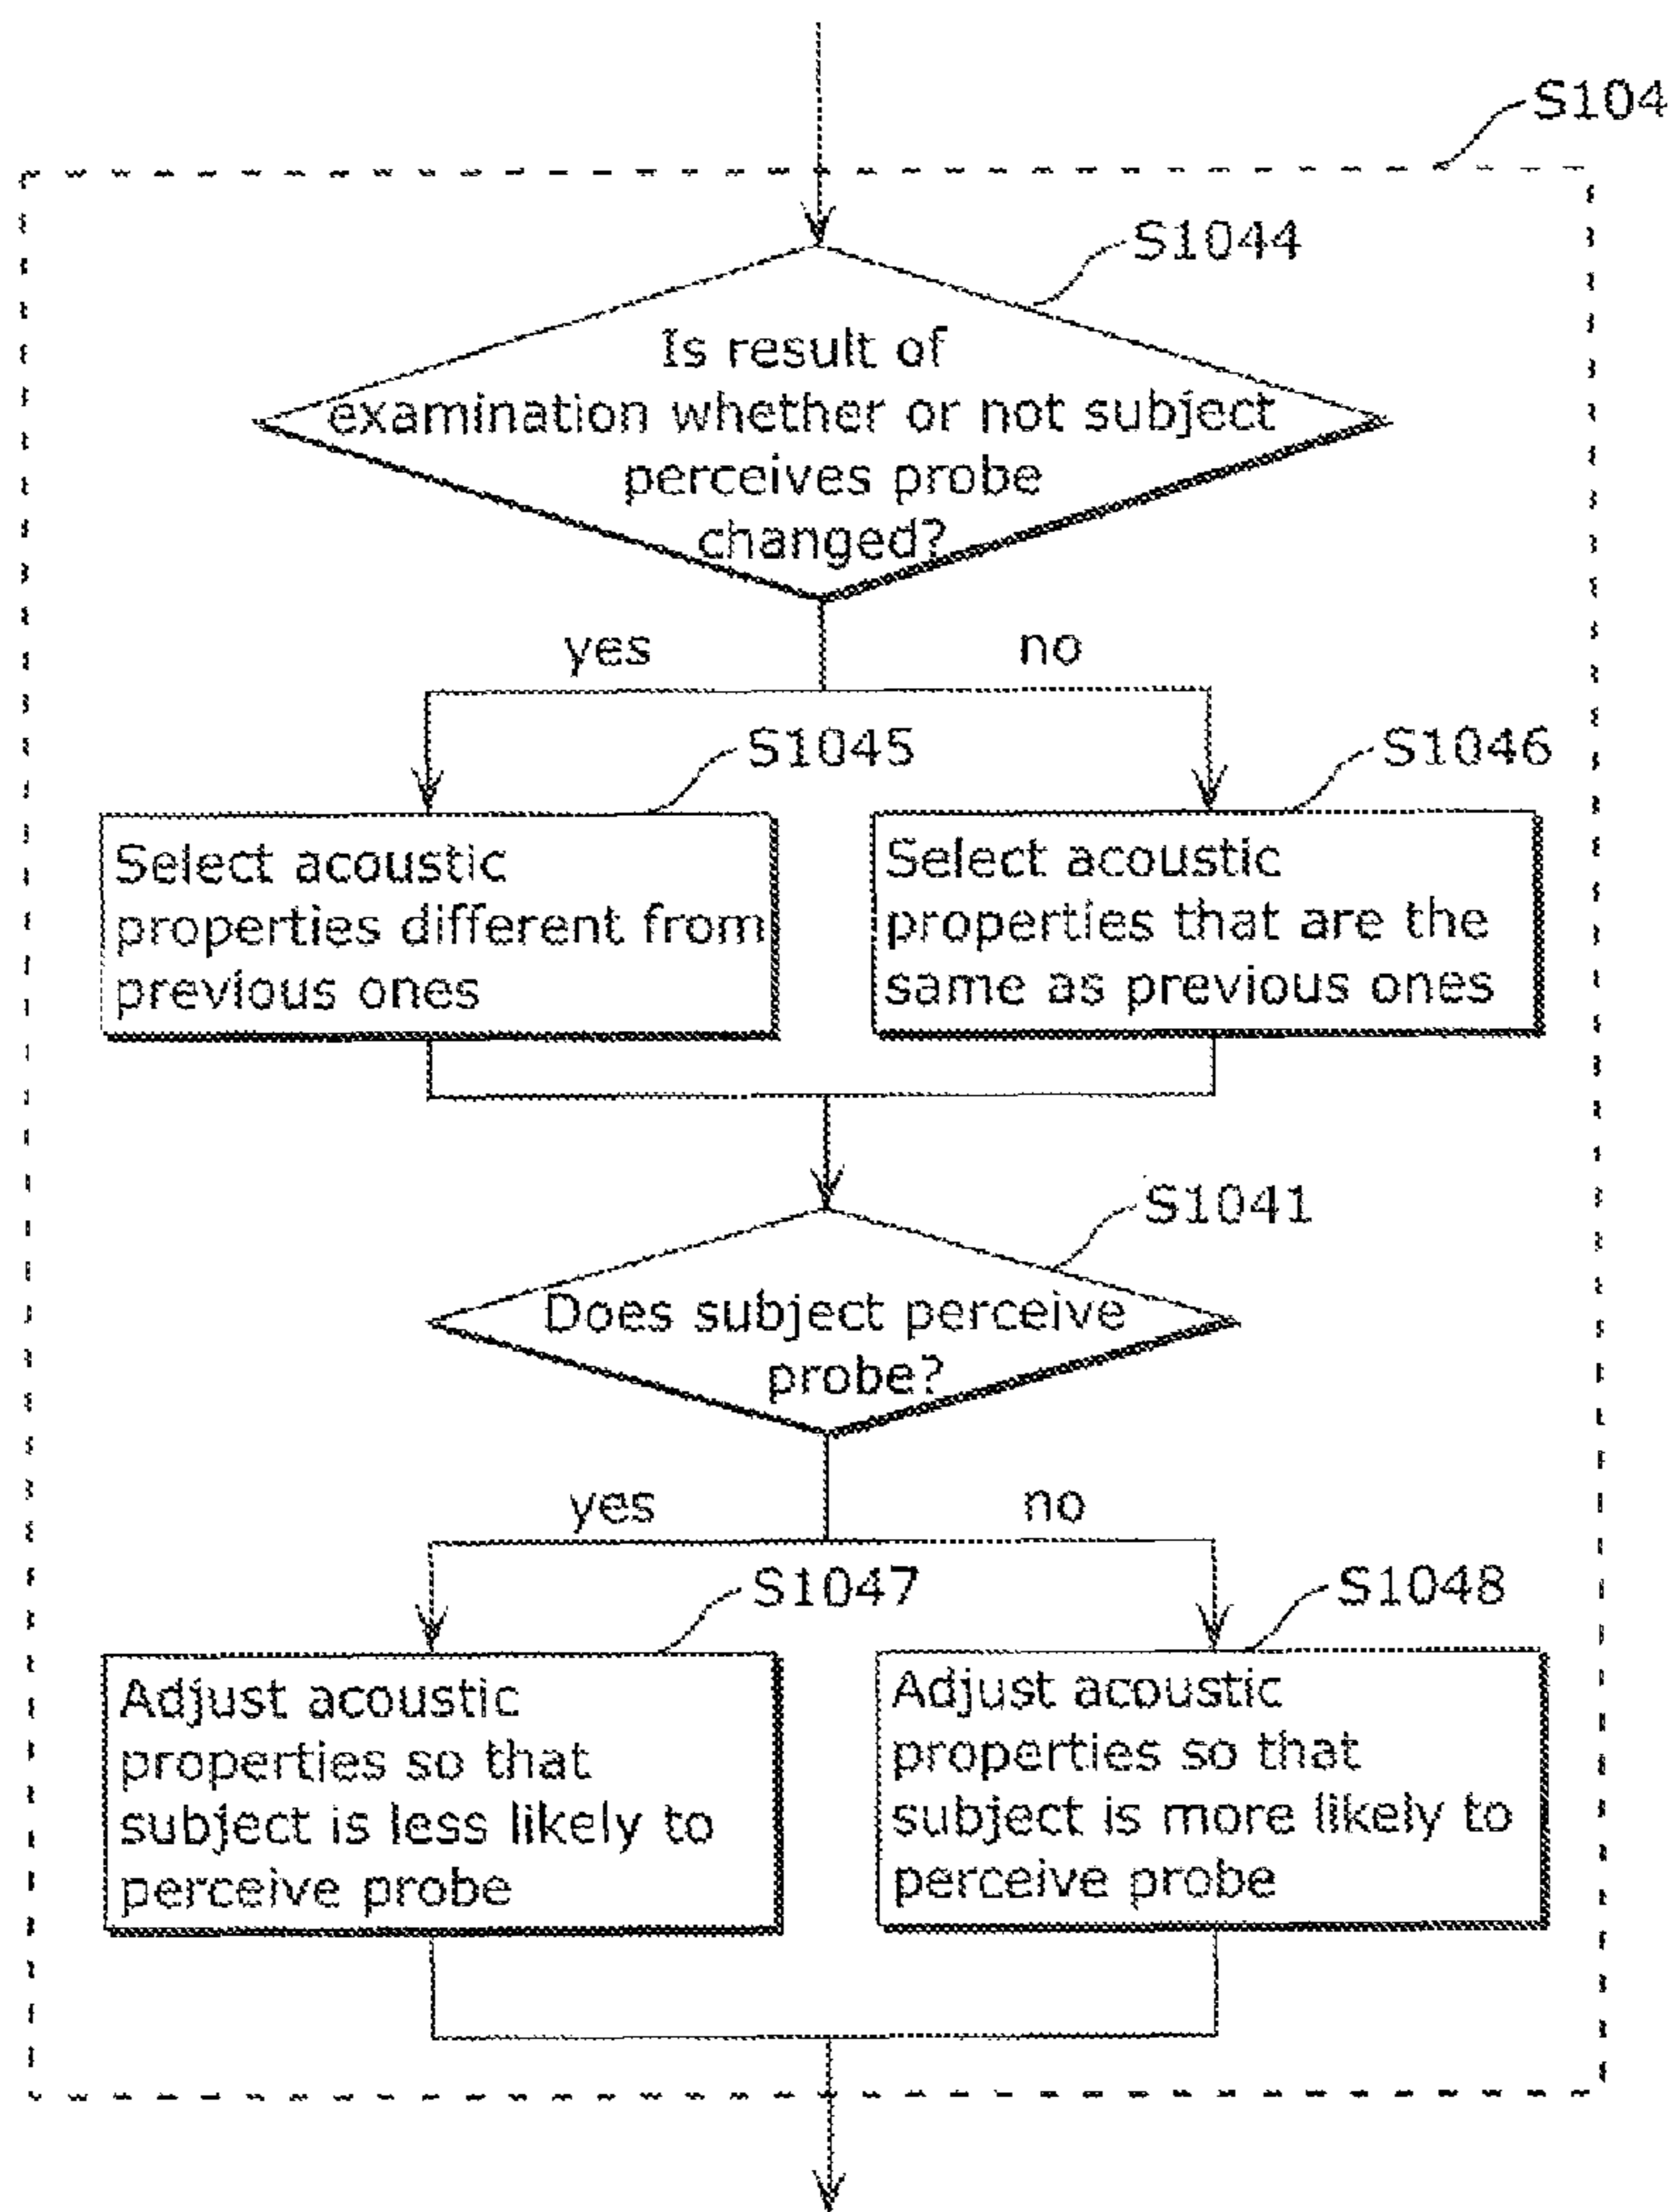 S104
S1044
Is result of
examination whether or not subject
perceives probe
changed?
yes
no
S1045
S1046
Select acoustic
properties different from
previous ones
Select acoustic
properties that are the
same as previous ones
S1041
Does subject perceive
probe?
yes
no
S1047
S1048
Adjust acoustic
properties so that
subject is less likely to
perceive probe
Adjust acoustic
properties so that
subject is more likely to
perceive probe